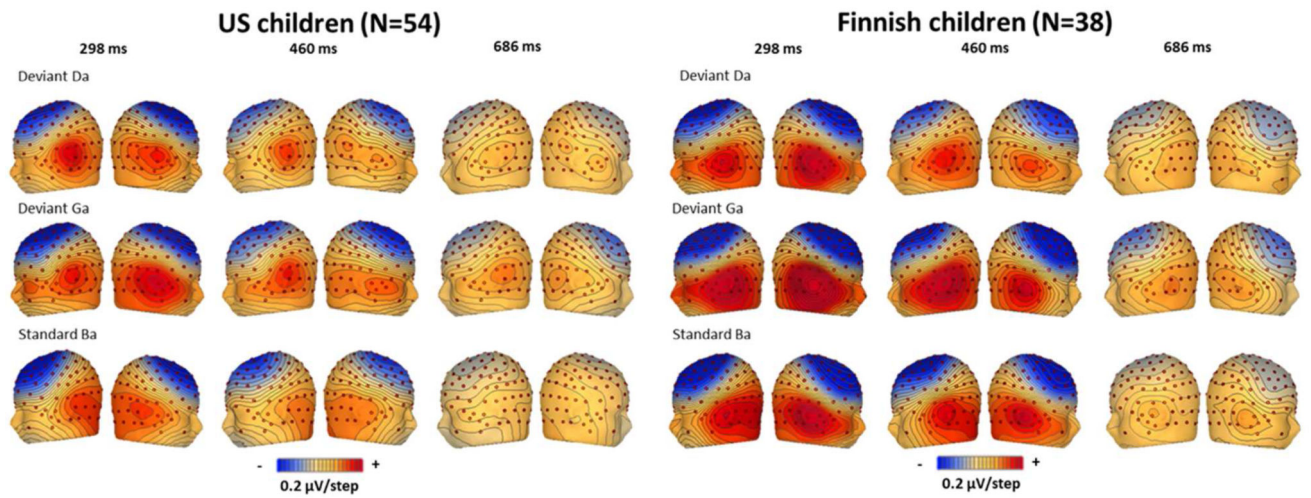 US children (N=54)
298 ms
460 ms
686 ms
Deviant Da
Deviant Ga
Standard Ba
- +
0.2 µV/step
Finnish children (N=38)
298 ms
460 ms
686 ms
Deviant Da
Deviant Ga
Standard Ba
- +
0.2 µV/step